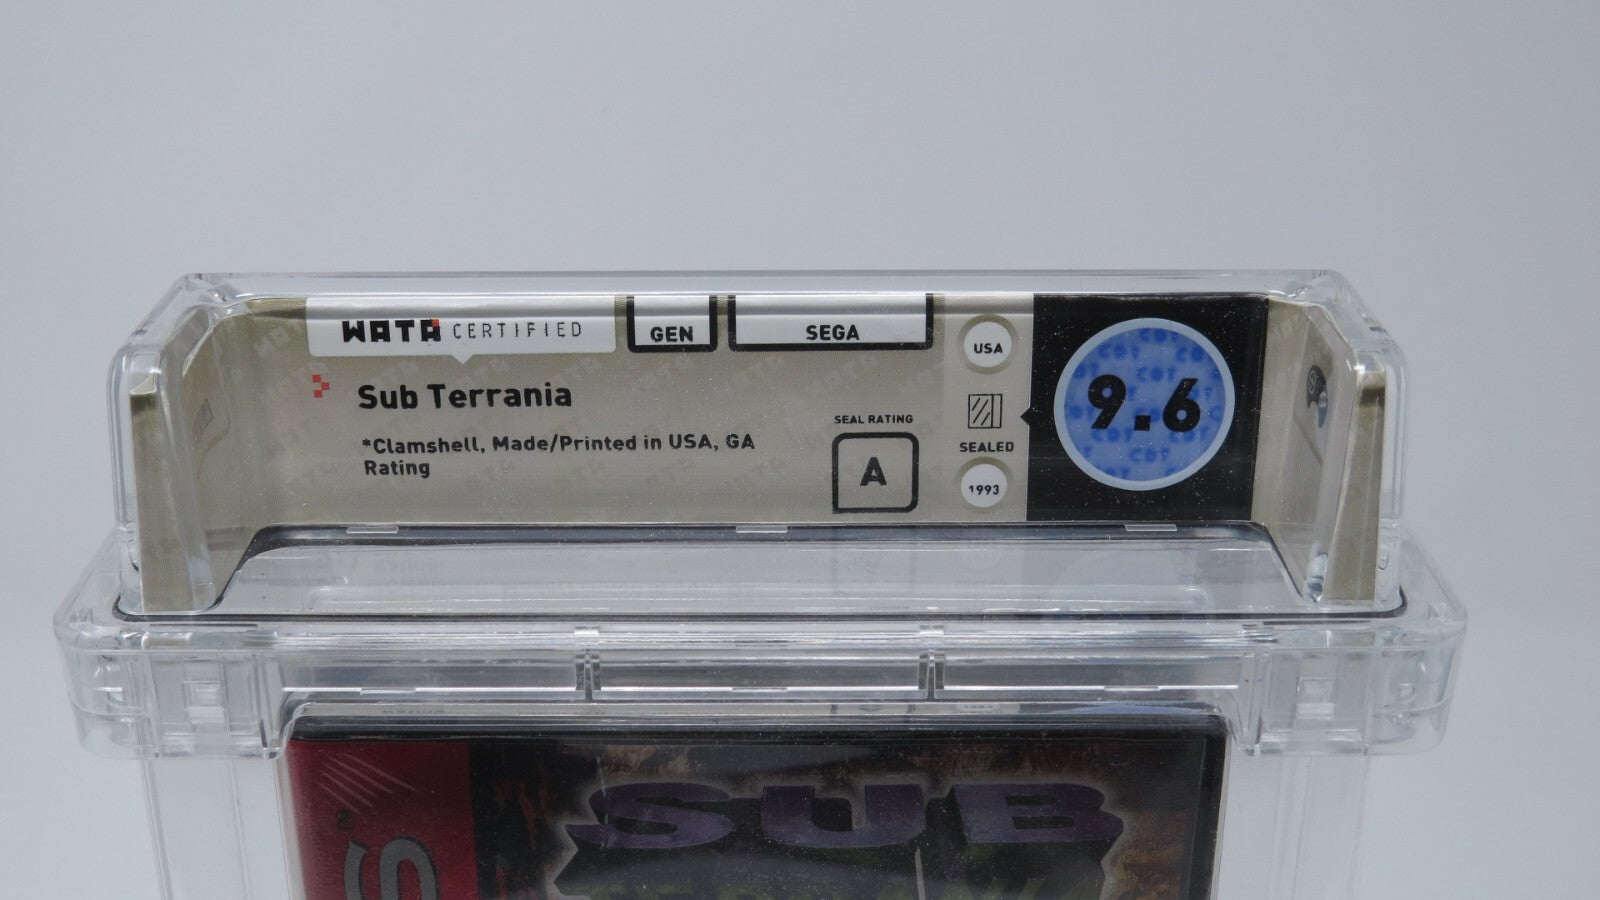 WATA CERTIFIED
GEN
SEGA
USA
Sub Terrania
*Clamshell, Made/Printed in USA, GA
Rating
SEAL RATING
A
SEALED
1993
9.6
SUB
S